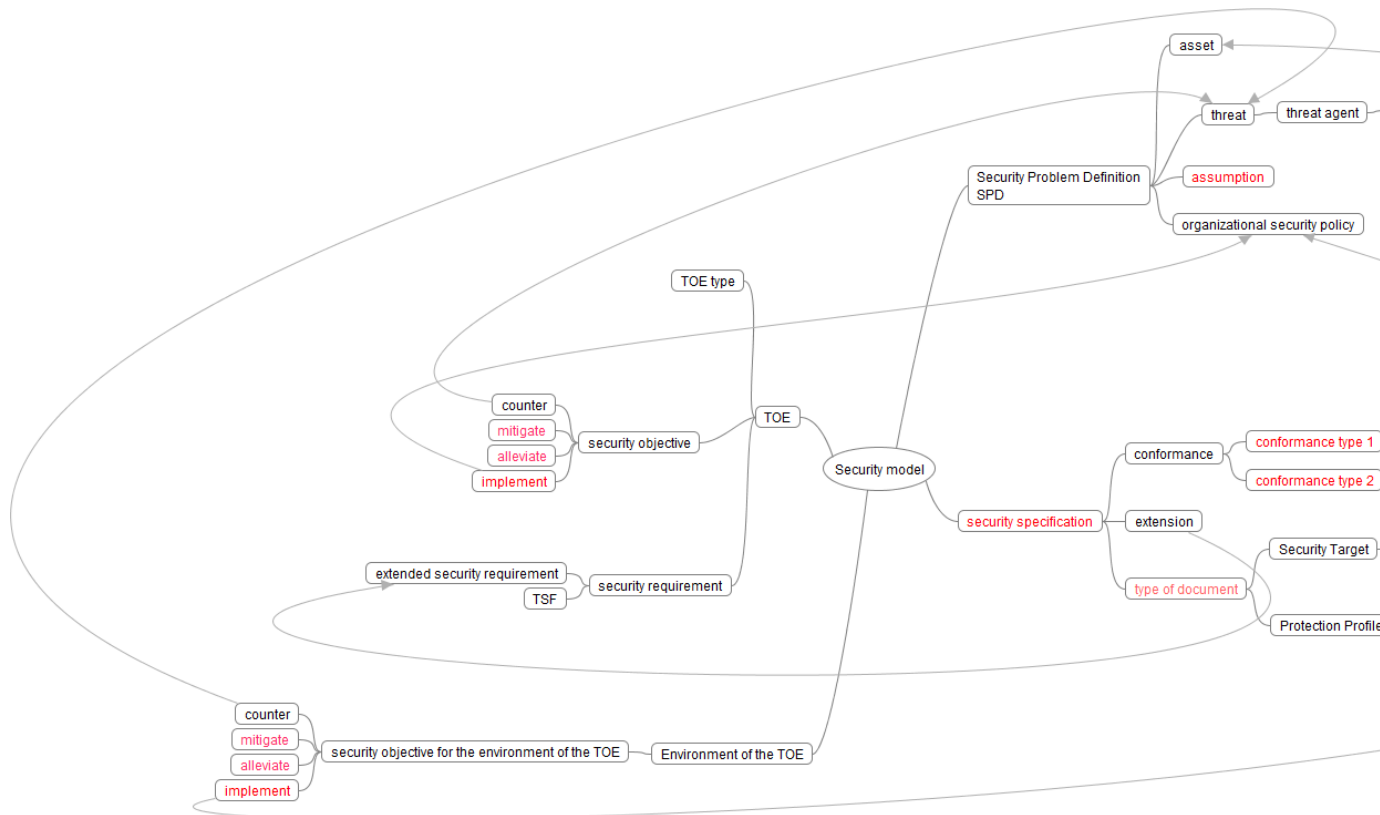 asset
threat
threat agent
Security Problem Definition
SPD
assumption
organizational security policy
TOE type
counter
mitigate
alleviate
implement
security objective
TOE
Security model
conformance
conformance type 1
conformance type 2
security specification
extension
Security Target
type of document
Protection Profile
extended security requirement
TSF
security requirement
counter
mitigate
alleviate
implement
security objective for the environment of the TOE
Environment of the TOE